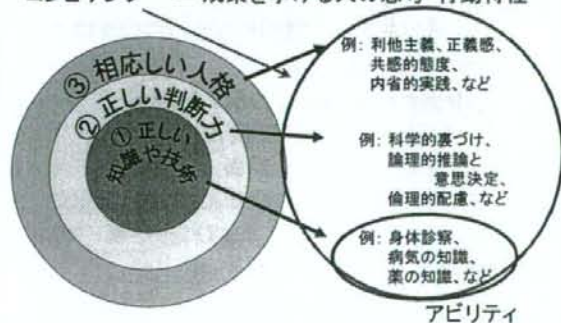 ③ 相応しい人格
② 正しい判断力
① 正しい
知識や技術
例: 利他主義、正義感、
共感的態度、
内省的実践、など
例: 科学的裏づけ、
論理的推論と
意思決定、
倫理的配慮、など
例: 身体診察、
病気の知識、
薬の知識、など
アビリティ